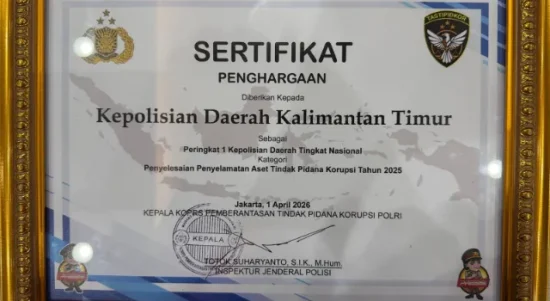 TASTIPIDKOR
SERTIFIKAT
PENGHARGAAN
Diberikan Kepada
Kepolisian Daerah Kalimantan Timur
Sebagai
Peringkat 1 Kepolisian Daerah Tingkat Nasional
Kategori
Penyelesaian Penyelamatan Aset Tindak Pidana Korupsi Tahun 2025
Jakarta, 1 April 2026
KEPALA KORPS PEMBERANTASAN TINDAK PIDANA KORUPSI POLRI
KEPALA
TOTOK SUHARYANTO, S.I.K., M.Hum.
INSPEKTUR JENDERAL POLISI